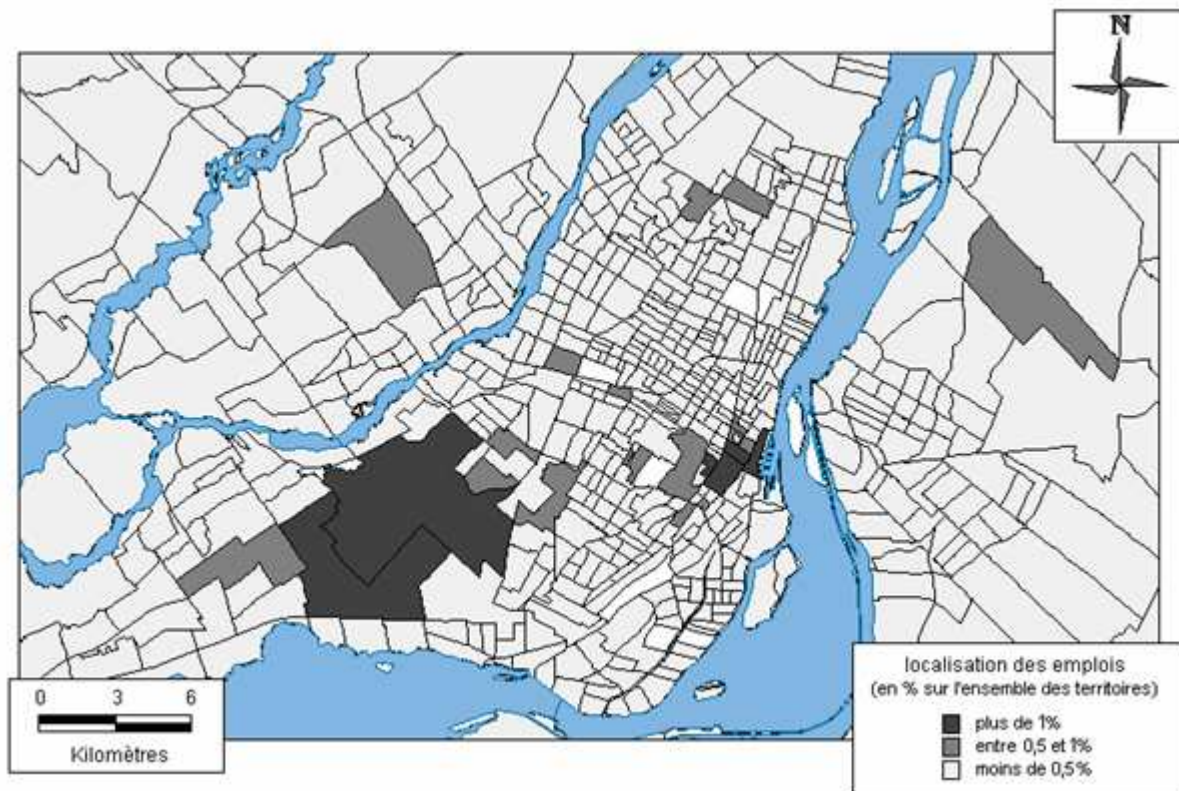 N
localisation des emplois
(en % sur l'ensemble des territoires)
plus de 1%
entre 0,5 et 1%
moins de 0,5%
0 3 6
Kilomètres